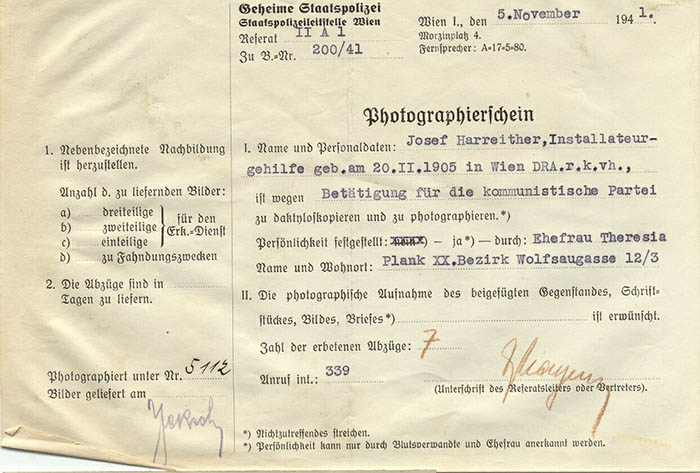 Geheime Staatspolizei
Staatspolizeileitstelle Wien
Referat II A 1
Zu B.-Nr. 200/41
Wien I., den 5.November 1941.
Morzinplatz 4.
Fernsprecher: A=17=5=80.
Photographierschein
1. Nebenbezeichnete Nachbildung
ist herzustellen.
Anzahl d. zu liefernden Bilder:
a) dreiteilige
b) zweiteilige
c) einteilige
für den
Erk.=Dienst
d) zu Fahndungszwecken
2. Die Abzüge sind in
Tagen zu liefern.
Photographiert unter Nr. 5112
Bilder geliefert am
I. Name und Personaldaten: Josef Harreither,Installateur-
gehilfe geb.am 20.II.1905 in Wien DRA.r.k.vh.,
ist wegen Betätigung für die kommunistische Partei
zu daktyloskopieren und zu photographieren.*)
Persönlichkeit festgestellt: nein*) — ja*) — durch: Ehefrau Theresia
Name und Wohnort: Plank XX.Bezirk Wolfsaugasse 12/3
II. Die photographische Aufnahme des beigefügten Gegenstandes, Schrift=
stückes, Bildes, Briefes*) ist erwünscht.
Zahl der erbetenen Abzüge: 7
Anruf int.: 339
(Unterschrift des Referatsleiters oder Vertreters).
*) Nichtzutreffendes streichen.
*) Persönlichkeit kann nur durch Blutsverwandte und Ehefrau anerkannt werden.